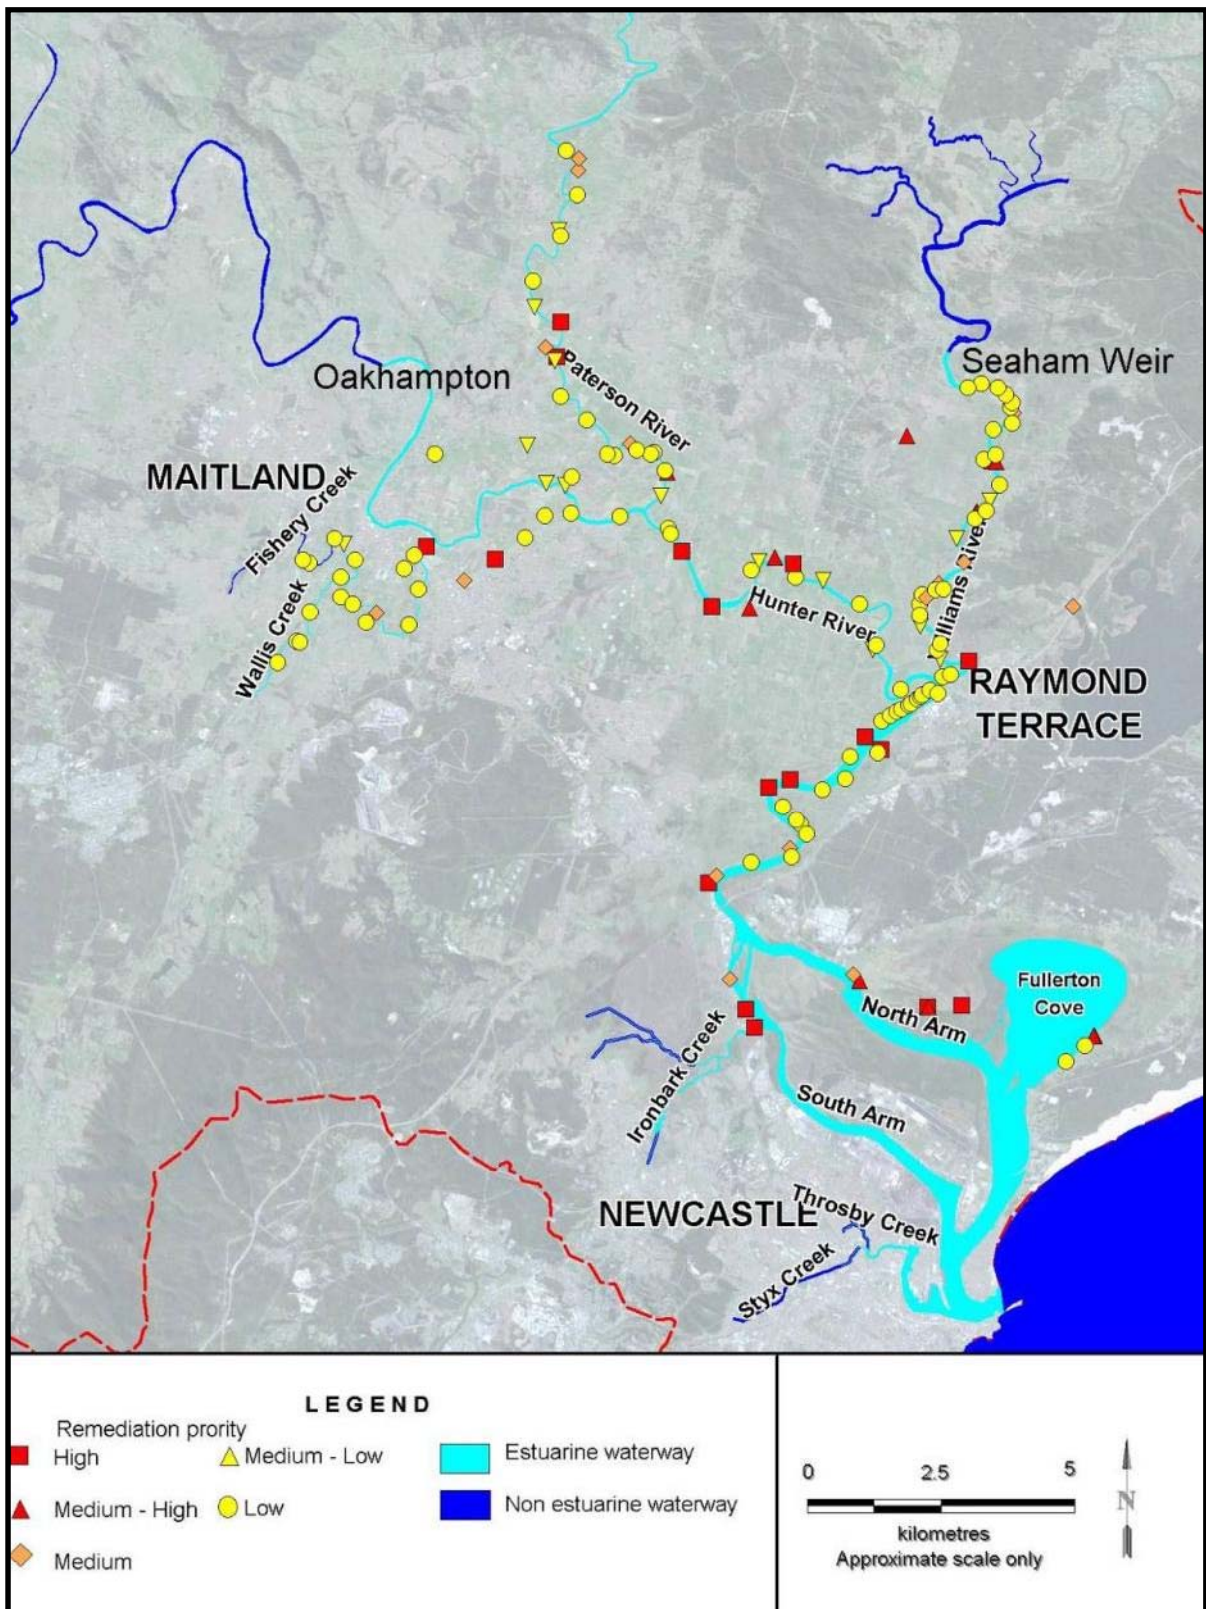 Seaham Weir
Oakhampton
Paterson River
MAITLAND
Fishery Creek
Wallis Creek
Williams River
Hunter River
RAYMOND
TERRACE
Fullerton
Cove
North Arm
Ironbark Creek
South Arm
NEWCASTLE
Throsby Creek
Styx Creek
LEGEND
Remediation prority
High
Medium - High
Medium
Medium - Low
Low
Estuarine waterway
Non estuarine waterway
0 2.5 5
kilometres
Approximate scale only
N